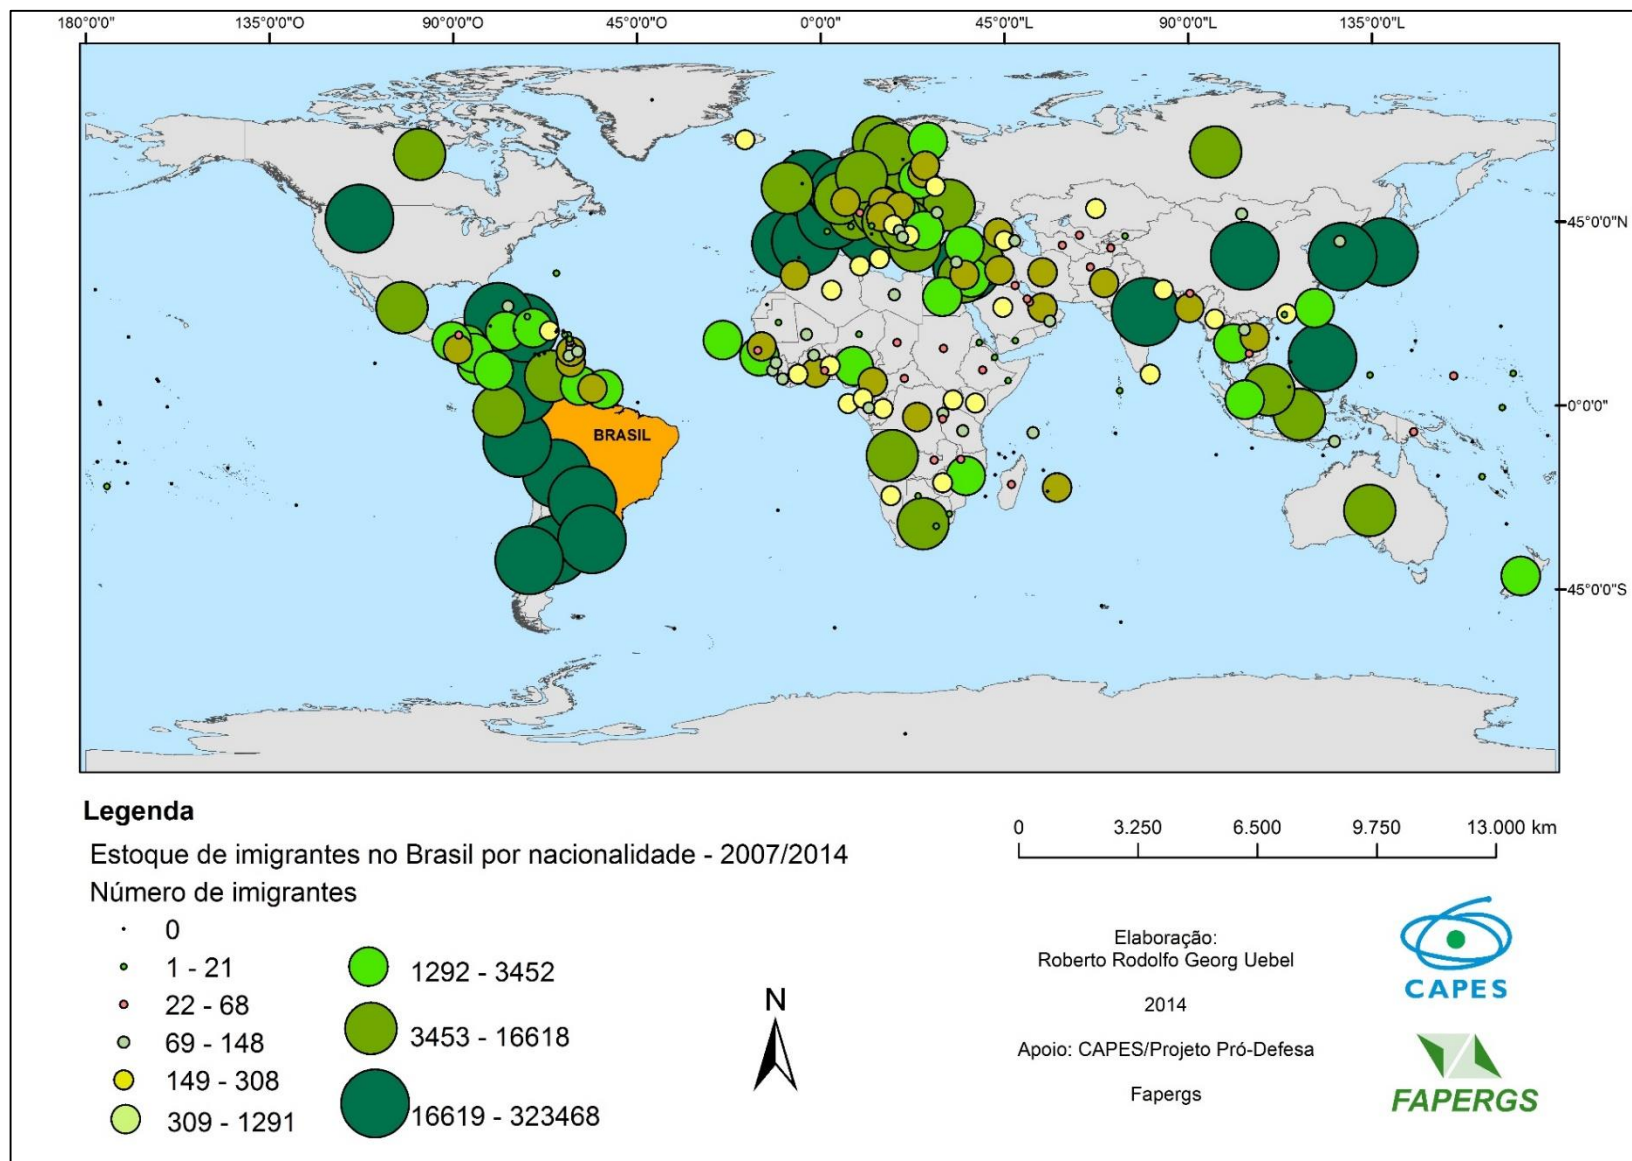 180°0'0" 135°0'0"O 90°0'0"O 45°0'0"O 0°0'0" 45°0'0"L 90°0'0"L 135°0'0"L
45°0'0"N
0°0'0"
45°0'0"S
BRASIL
Legenda
Estoque de imigrantes no Brasil por nacionalidade - 2007/2014
Número de imigrantes
0
1 - 21
22 - 68
69 - 148
149 - 308
309 - 1291
1292 - 3452
3453 - 16618
16619 - 323468
N
0 3.250 6.500 9.750 13.000 km
Elaboração:
Roberto Rodolfo Georg Uebel
2014
Apoio: CAPES/Projeto Pró-Defesa
Fapergs
CAPES
FAPERGS